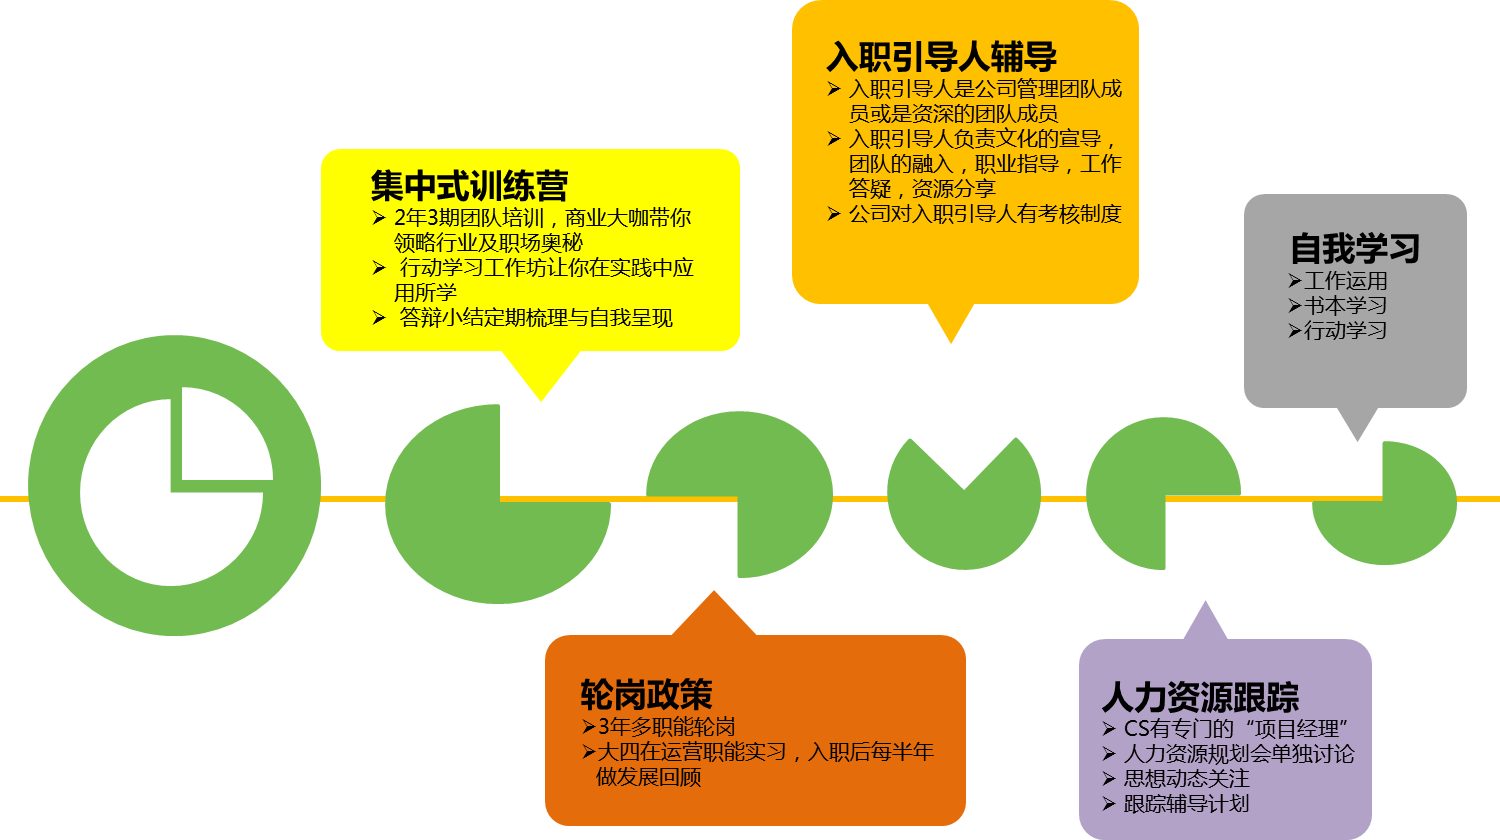 集中式训练营
➢ 2年3期团队培训，商业大咖带你
领略行业及职场奥秘
➢ 行动学习工作坊让你在实践中应
用所学
➢ 答辩小结定期梳理与自我呈现
轮岗政策
➢3年多职能轮岗
➢大四在运营职能实习，入职后每半年
做发展回顾
入职引导人辅导
➢ 入职引导人是公司管理团队成
员或是资深的团队成员
➢ 入职引导人负责文化的宣导，
团队的融入，职业指导，工作
答疑，资源分享
➢ 公司对入职引导人有考核制度
人力资源跟踪
➢ CS有专门的“项目经理”
➢ 人力资源规划会单独讨论
➢ 思想动态关注
➢ 跟踪辅导计划
自我学习
➢工作运用
➢书本学习
➢行动学习